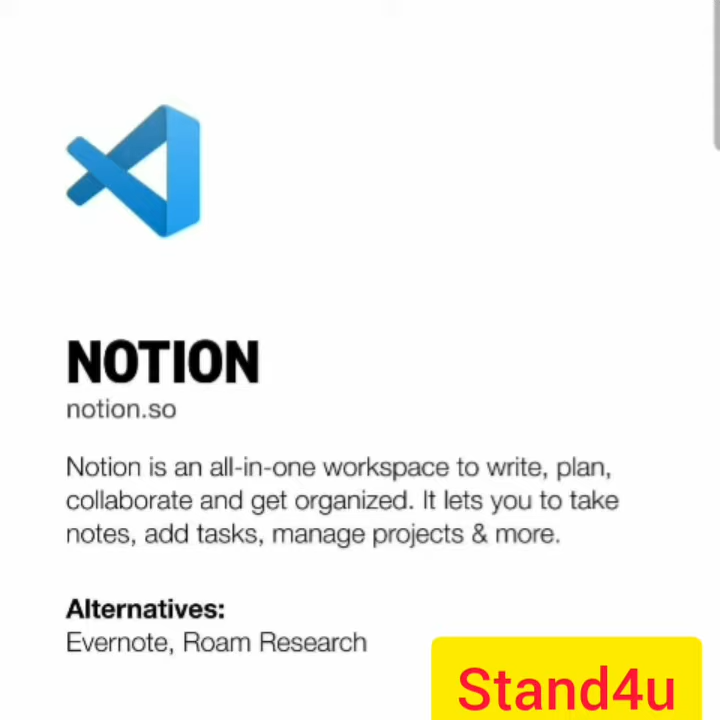 NOTION
notion.so
Notion is an all-in-one workspace to write, plan,
collaborate and get organized. It lets you to take
notes, add tasks, manage projects & more.
Alternatives:
Evernote, Roam Research
Stand4u